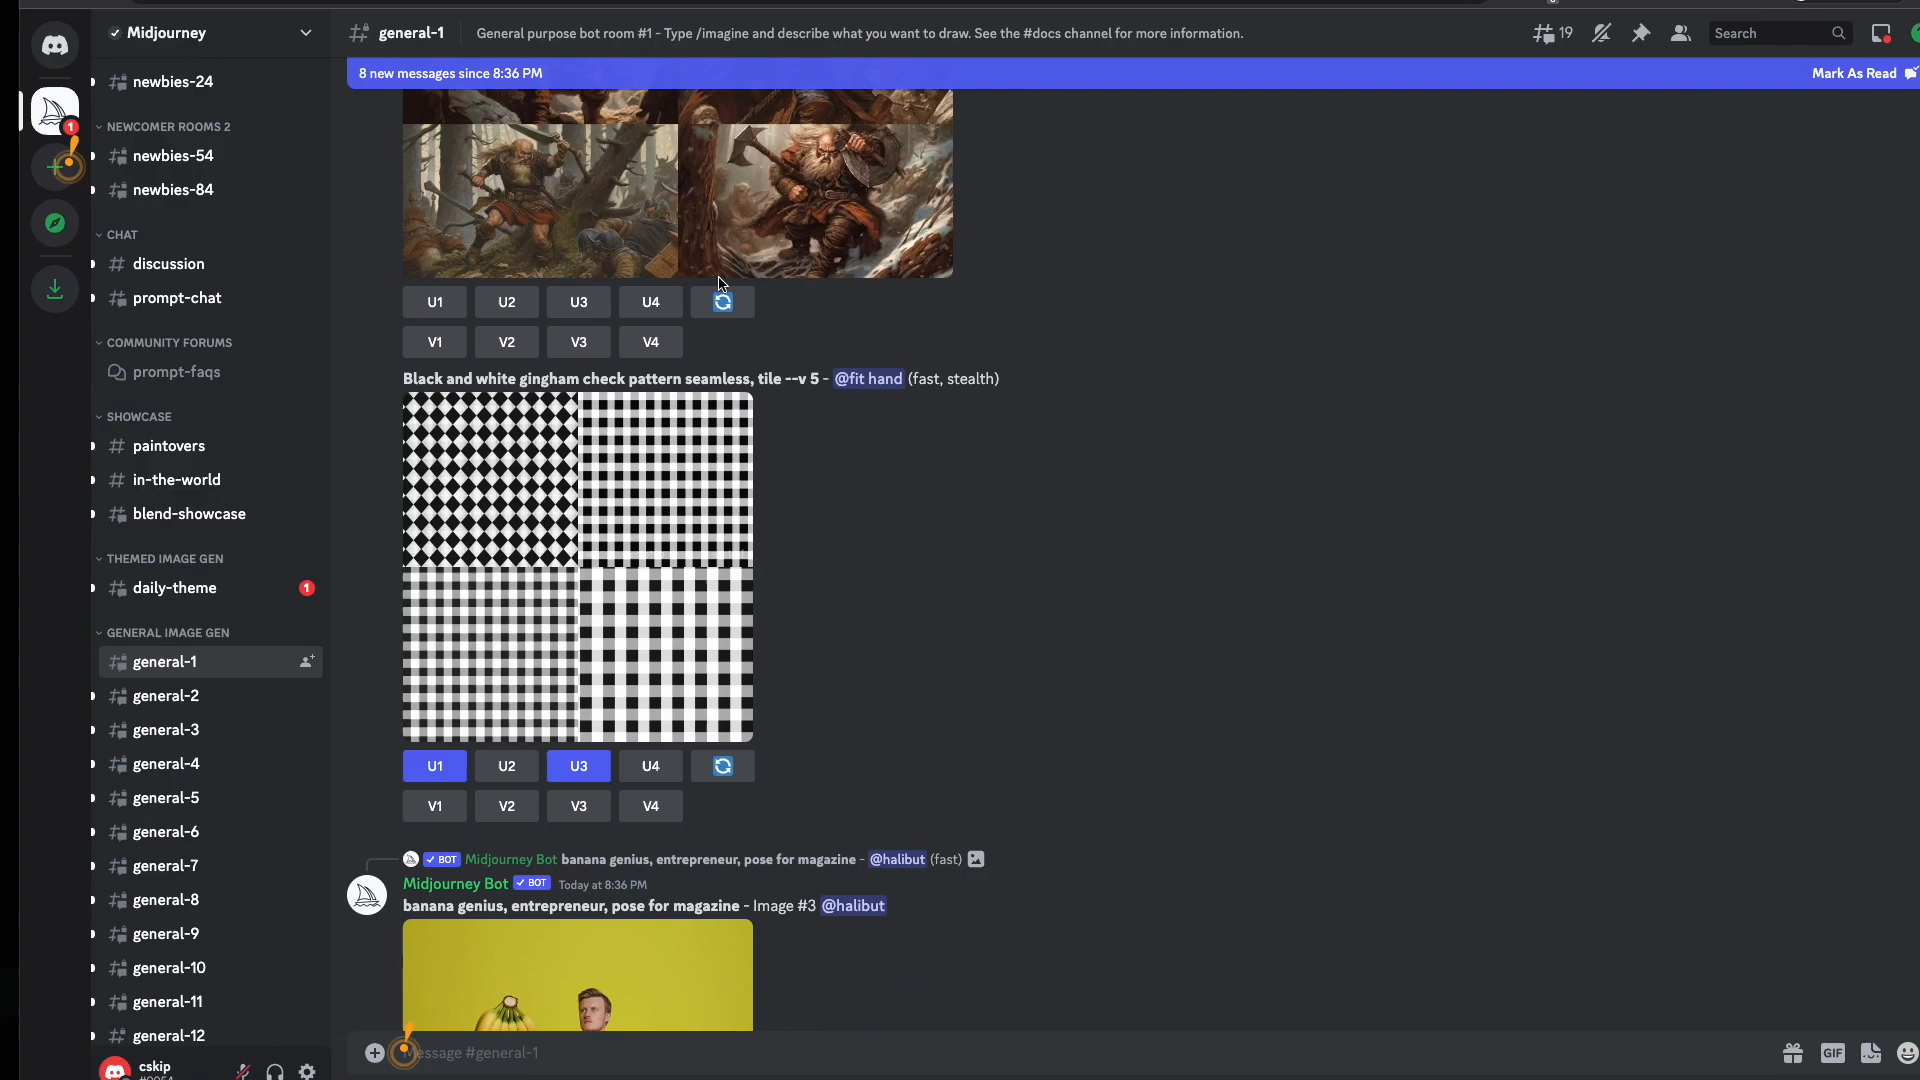 Midjourney
general-1
General purpose bot room #1 - Type /imagine and describe what you want to draw. See the #docs channel for more information.
19
Search
8 new messages since 8:36 PM
Mark As Read
1
newbies-24
NEWCOMER ROOMS 2
newbies-54
newbies-84
CHAT
discussion
prompt-chat
COMMUNITY FORUMS
prompt-faqs
SHOWCASE
paintovers
in-the-world
blend-showcase
THEMED IMAGE GEN
daily-theme
1
GENERAL IMAGE GEN
general-1
general-2
general-3
general-4
general-5
general-6
general-7
general-8
general-9
general-10
general-11
general-12
cskip
U1 U2 U3 U4
V1 V2 V3 V4
Black and white gingham check pattern seamless, tile --v 5 - @fit hand (fast, stealth)
U1 U2 U3 U4
V1 V2 V3 V4
BOT Midjourney Bot banana genius, entrepreneur, pose for magazine - @halibut (fast)
Midjourney Bot BOT Today at 8:36 PM
banana genius, entrepreneur, pose for magazine - Image #3 @halibut
Message #general-1
GIF